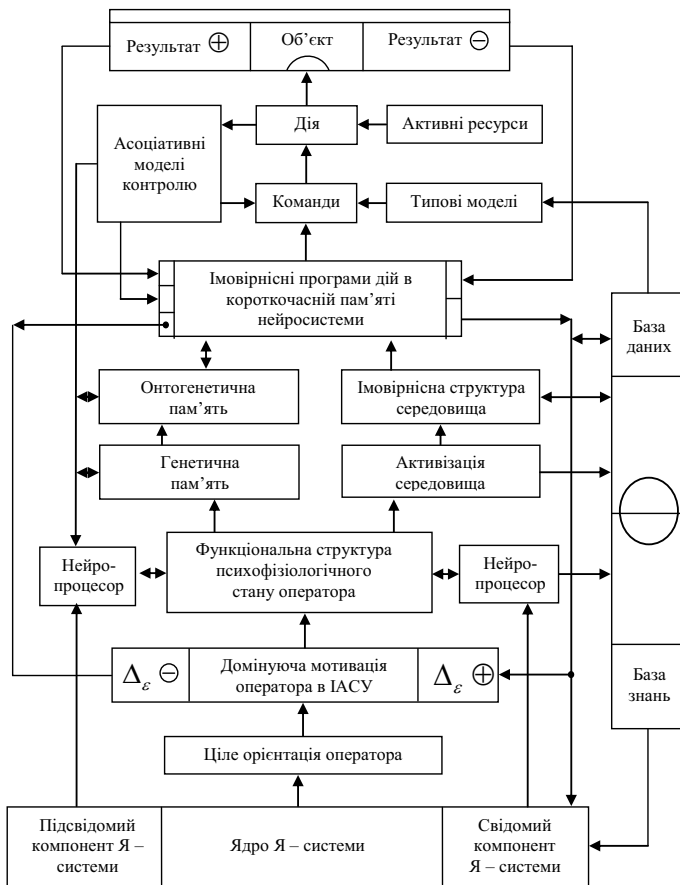 Результат ⊕
Об’єкт
Результат ⊖
Дія
Активні ресурси
Асоціативні
моделі
контролю
Команди
Типові моделі
Імовірнісні програми дій в
короткочасній пам’яті
нейросистеми
База
даних
Онтогенетична
пам’ять
Імовірнісна структура
середовища
Генетична
пам’ять
Активізація
середовища
Нейро-
процесор
Функціональна структура
психофізіологічного
стану оператора
Нейро-
процесор
Δε ⊖
Домінуюча мотивація
оператора в ІАСУ
Δε ⊕
База
знань
Ціле орієнтація оператора
Підсвідомий
компонент Я –
системи
Ядро Я – системи
Свідомий
компонент
Я – системи